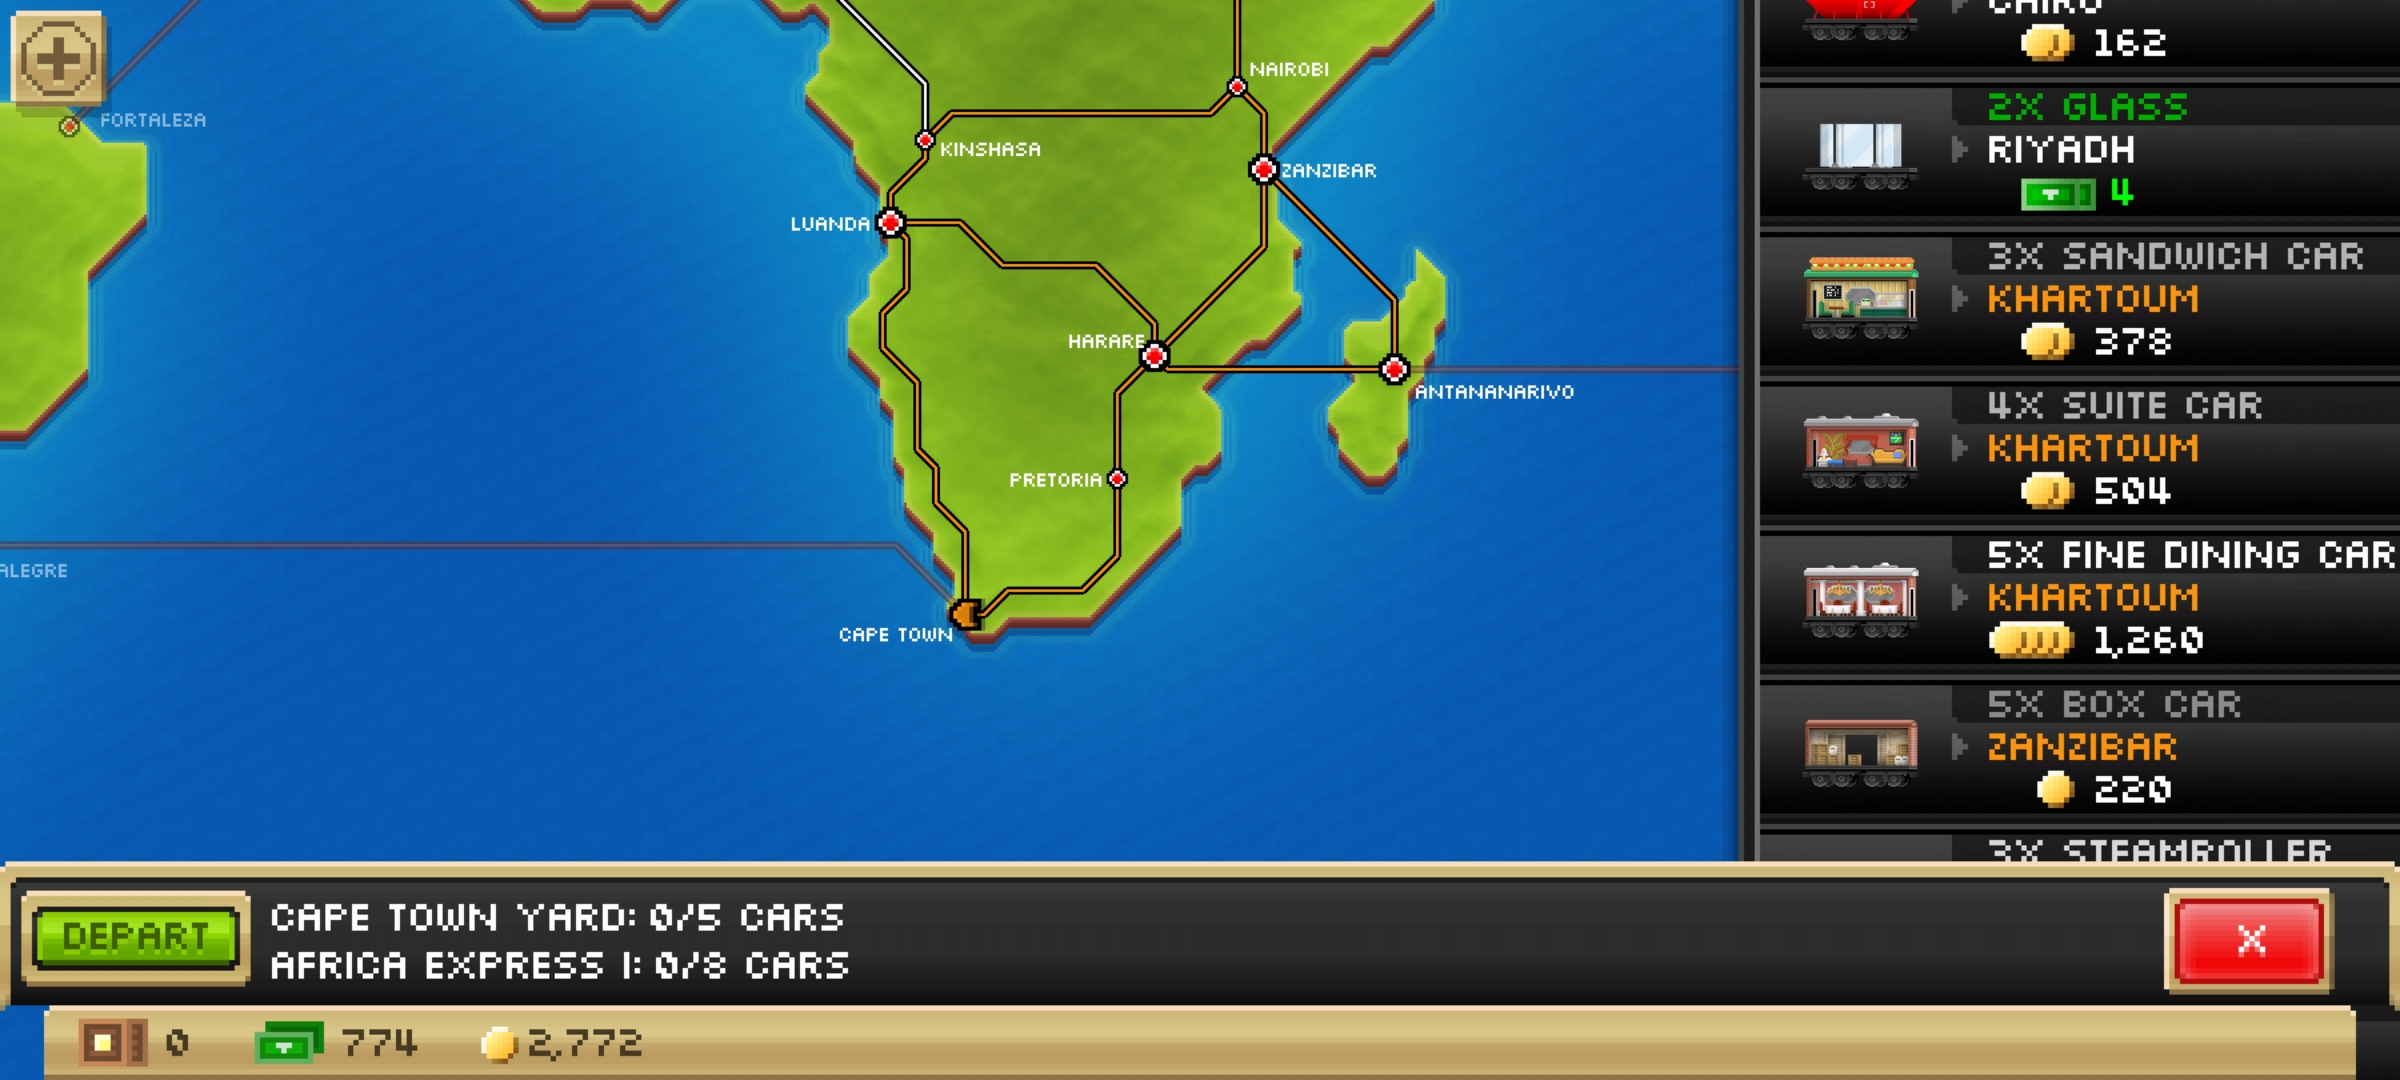 FORTALEZA
NAIROBI
KINSHASA
ZANZIBAR
LUANDA
HARARE
ANTANANARIVO
PRETORIA
ALEGRE
CAPE TOWN
CAIRO
162
2X GLASS
RIYADH
4
3X SANDWICH CAR
KHARTOUM
378
4X SUITE CAR
KHARTOUM
504
5X FINE DINING CAR
KHARTOUM
1,260
5X BOX CAR
ZANZIBAR
220
3X STEAMROLLER
DEPART
CAPE TOWN YARD: 0/5 CARS
AFRICA EXPRESS I: 0/8 CARS
X
0 774 2,772